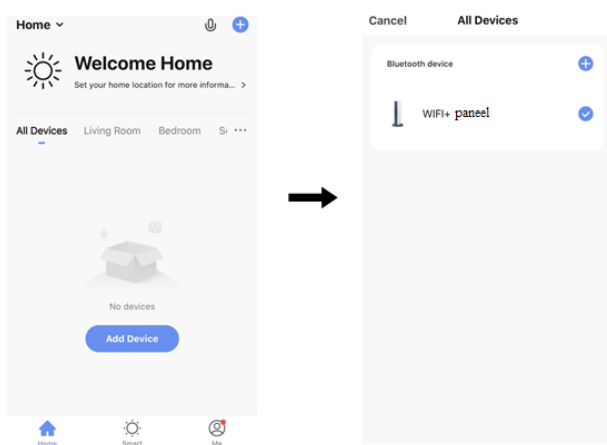 Home
Welcome Home
Set your home location for more informa...
All Devices Living Room Bedroom
No devices
Add Device
Home Smart Me
Cancel All Devices
Bluetooth device
WIFI+ paneel